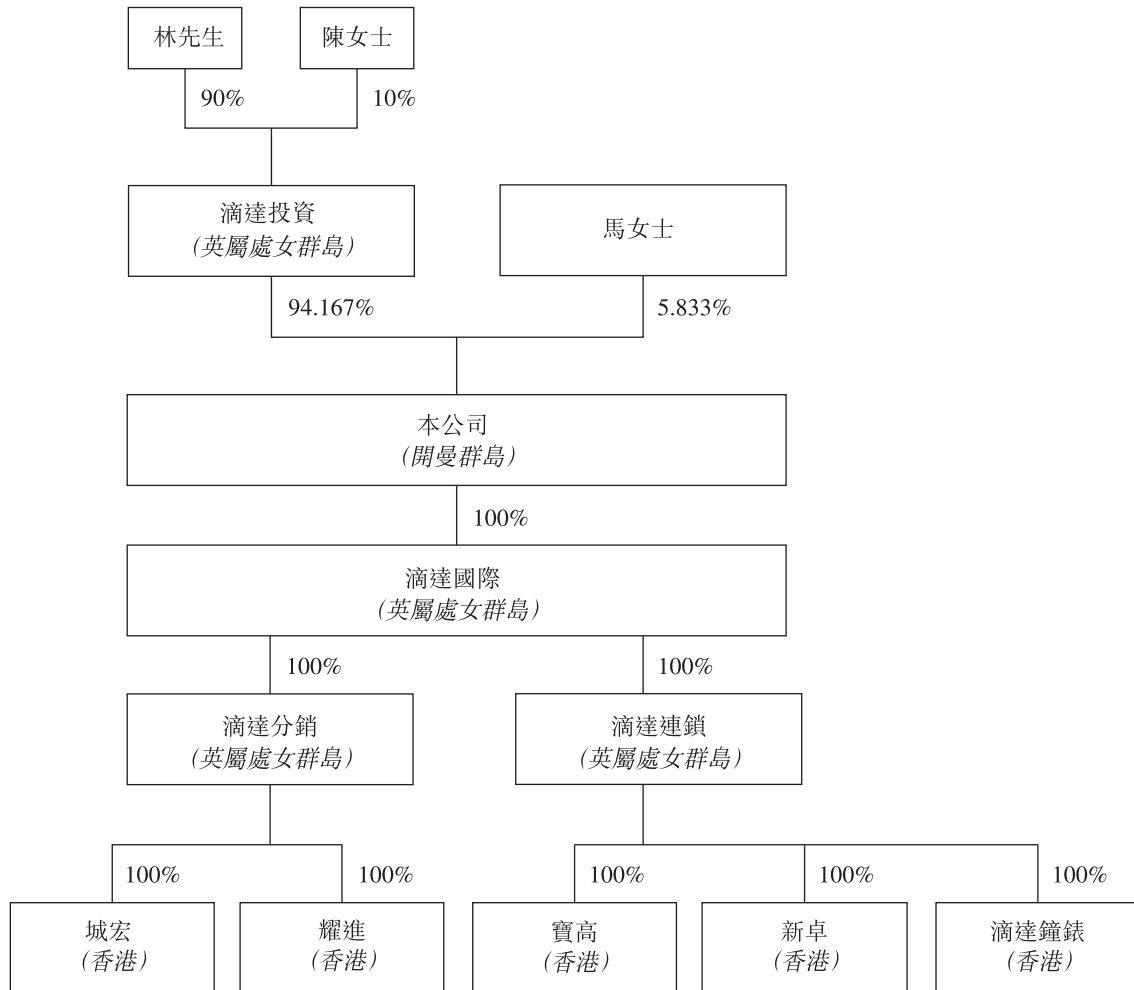 林先生
陳女士
90%
10%
滴達投資
(英屬處女群島)
馬女士
94.167%
5.833%
本公司
(開曼群島)
100%
滴達國際
(英屬處女群島)
100%
100%
滴達分銷
(英屬處女群島)
滴達連鎖
(英屬處女群島)
100%
100%
100%
100%
100%
城宏
(香港)
耀進
(香港)
寶高
(香港)
新卓
(香港)
滴達鐘錶
(香港)